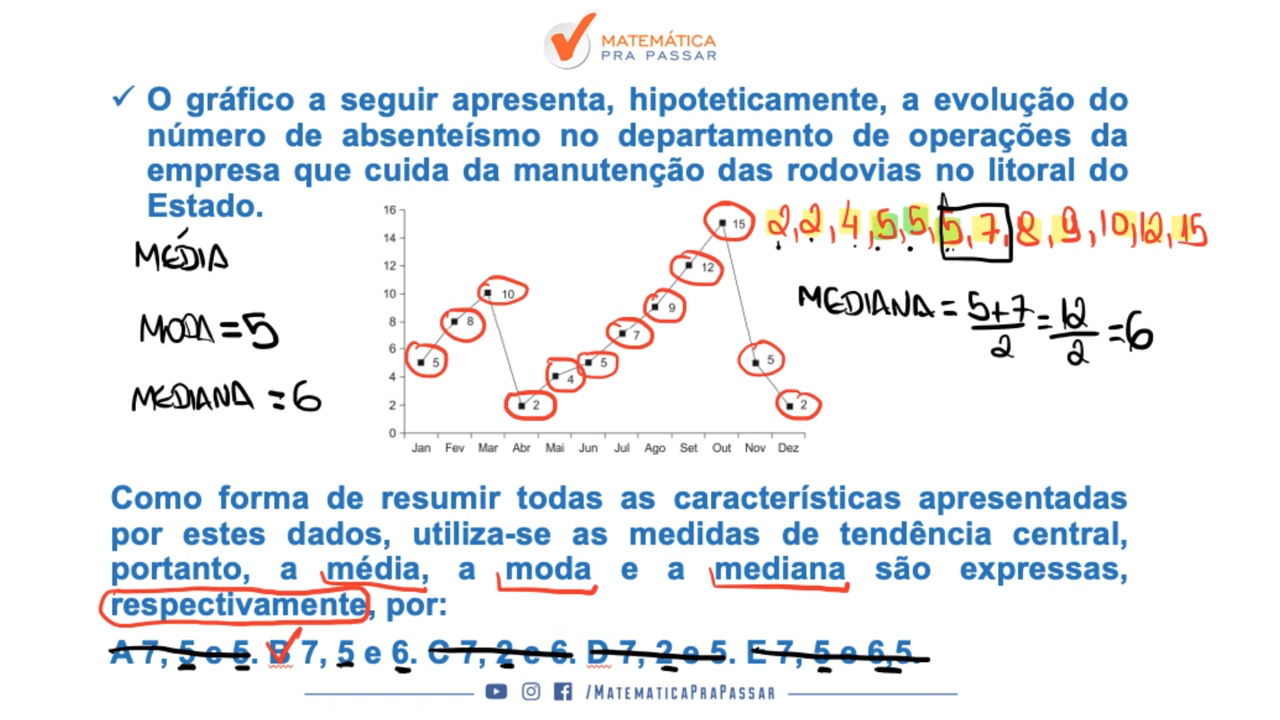 MATEMÁTICA
PRA PASSAR
✓ O gráfico a seguir apresenta, hipoteticamente, a evolução do
número de absenteísmo no departamento de operações da
empresa que cuida da manutenção das rodovias no litoral do
Estado.
2, 2, 4, 5, 5, 5, 7, 8, 9, 10, 12, 15
MÉDIA
MODA = 5
MEDIANA = 6
16
14
12
10
8
6
4
2
0
5
8
10
2
4
5
7
9
12
15
5
2
Jan Fev Mar Abr Mai Jun Jul Ago Set Out Nov Dez
MEDIANA = 5+7/2 = 12/2 = 6
Como forma de resumir todas as características apresentadas
por estes dados, utiliza-se as medidas de tendência central,
portanto, a média, a moda e a mediana são expressas,
respectivamente, por:
A 7, 5 e 5. B 7, 5 e 6. C 7, 2 e 6. D 7, 2 e 5. E 7, 5 e 6,5.
/MATEMATICAPRAPASSAR